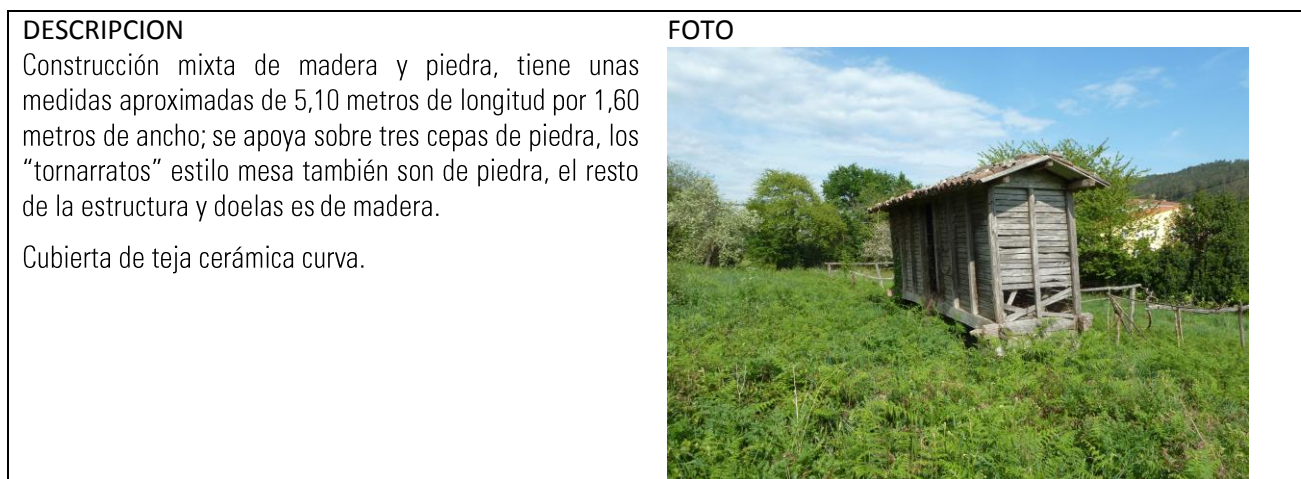 DESCRIPCION
Construcción mixta de madera y piedra, tiene unas
medidas aproximadas de 5,10 metros de longitud por 1,60
metros de ancho; se apoya sobre tres cepas de piedra, los
“tornarratos” estilo mesa también son de piedra, el resto
de la estructura y doelas es de madera.
Cubierta de teja cerámica curva.
FOTO